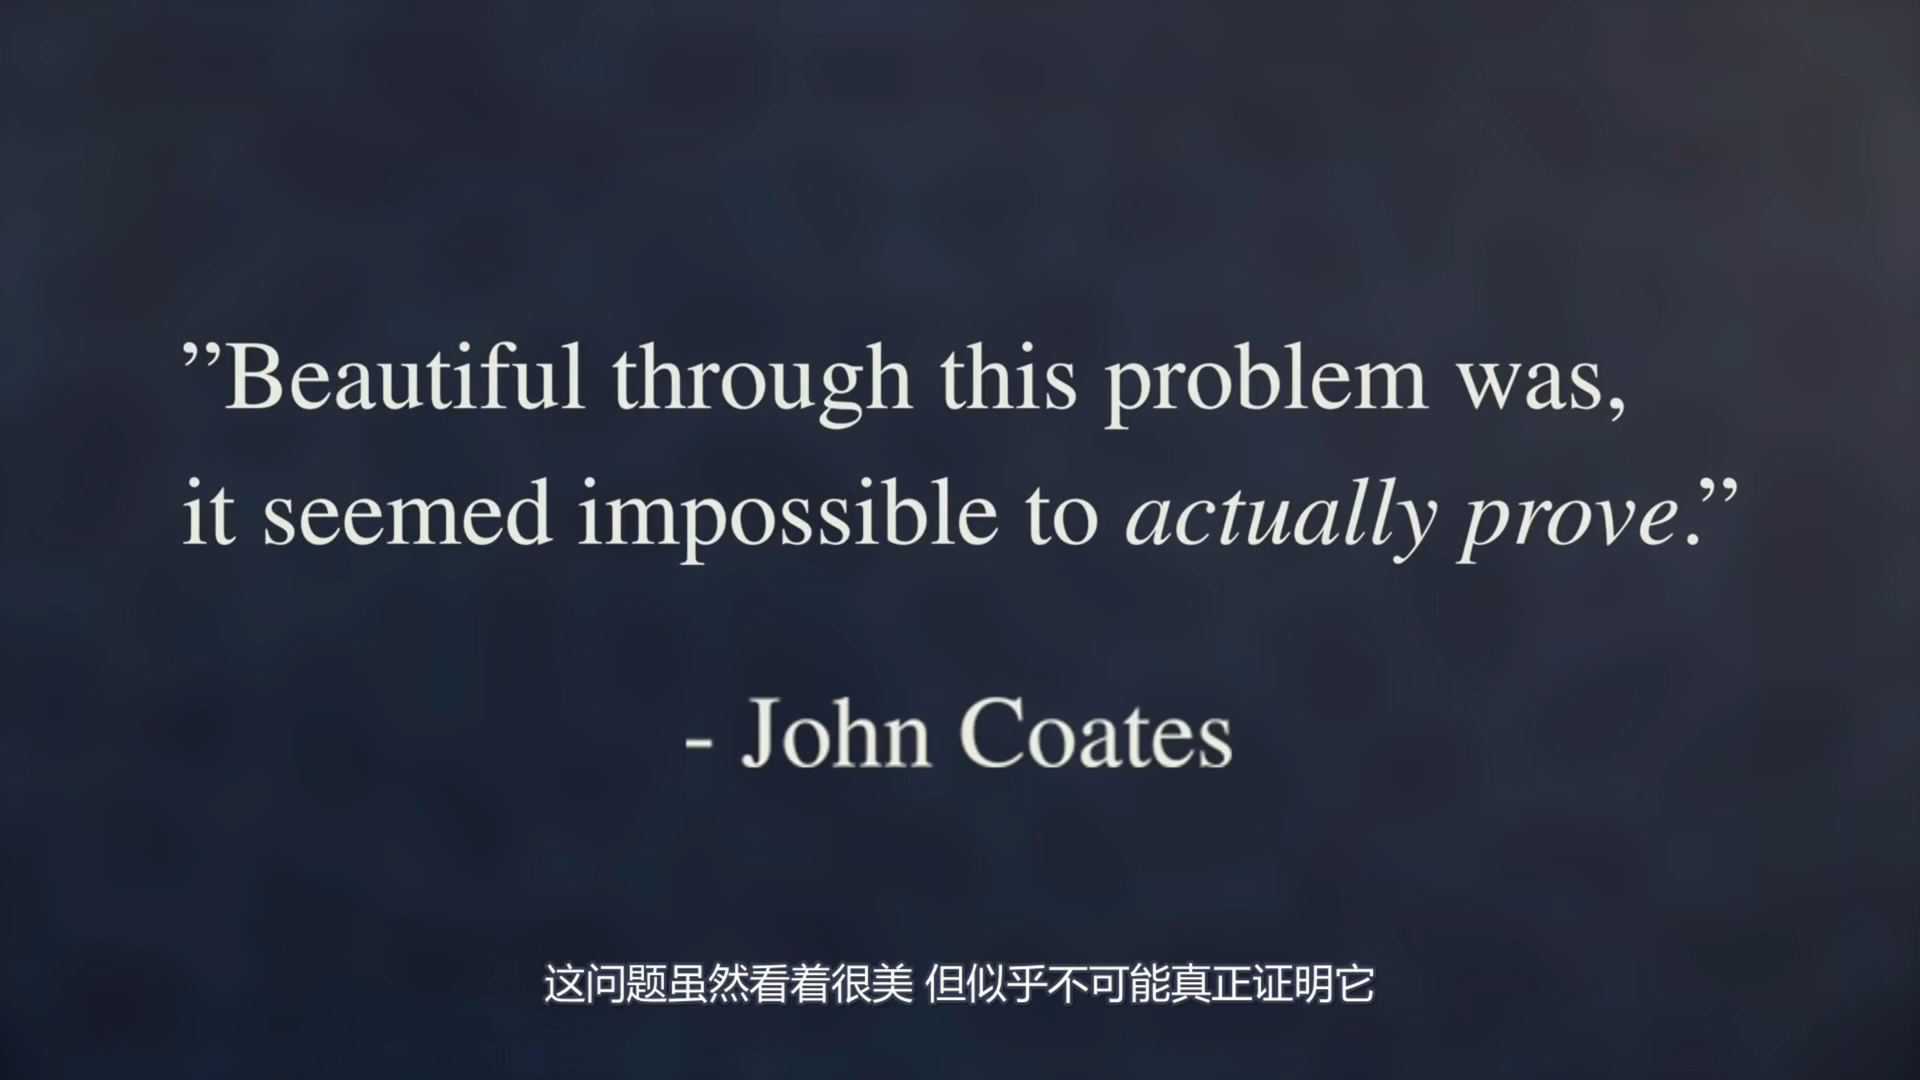 ”Beautiful through this problem was,
it seemed impossible to actually prove.”
- John Coates
这问题虽然看着很美 但似乎不可能真正证明它